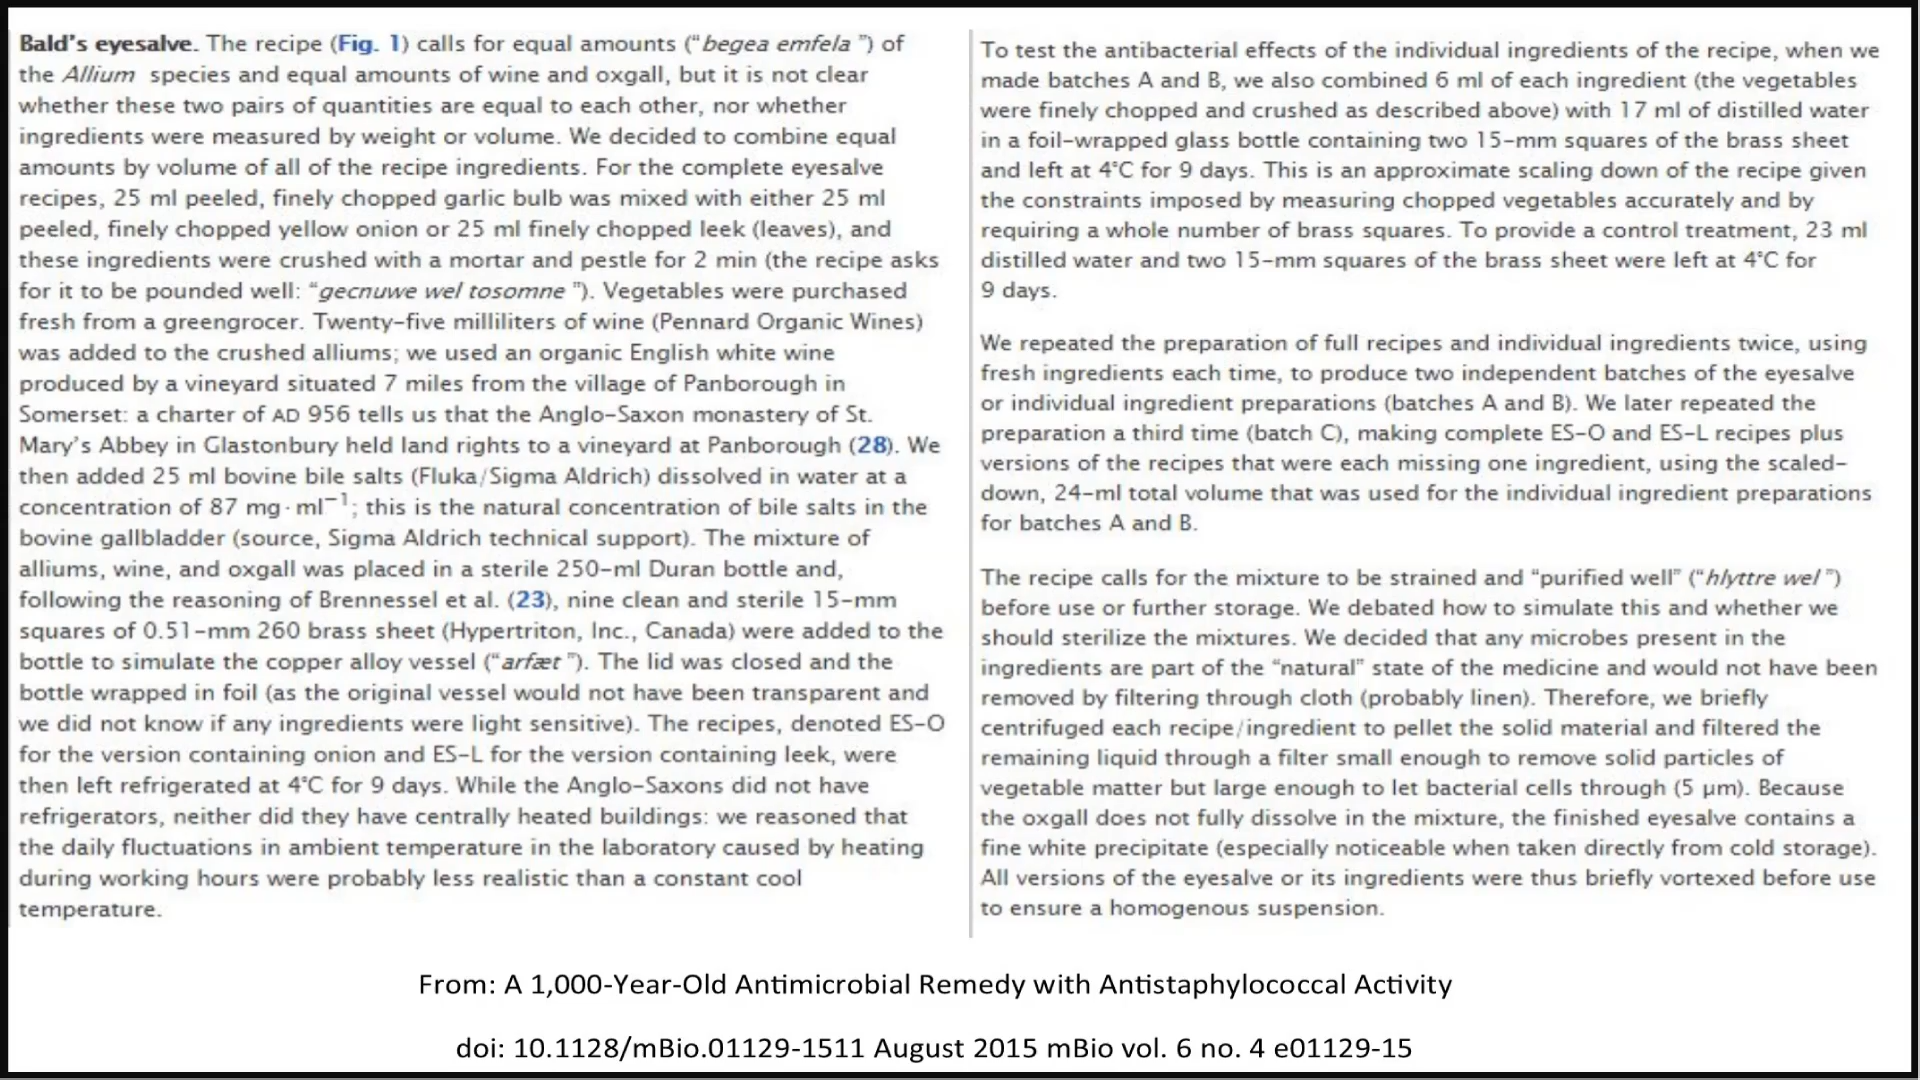 Bald's eyesalve. The recipe (Fig. 1) calls for equal amounts ("begea emfela ") of
the Allium species and equal amounts of wine and oxgall, but it is not clear
whether these two pairs of quantities are equal to each other, nor whether
ingredients were measured by weight or volume. We decided to combine equal
amounts by volume of all of the recipe ingredients. For the complete eyesalve
recipes, 25 ml peeled, finely chopped garlic bulb was mixed with either 25 ml
peeled, finely chopped yellow onion or 25 ml finely chopped leek (leaves), and
these ingredients were crushed with a mortar and pestle for 2 min (the recipe asks
for it to be pounded well: "gecnuwe wel tosomne "). Vegetables were purchased
fresh from a greengrocer. Twenty-five milliliters of wine (Pennard Organic Wines)
was added to the crushed alliums; we used an organic English white wine
produced by a vineyard situated 7 miles from the village of Panborough in
Somerset: a charter of AD 956 tells us that the Anglo-Saxon monastery of St.
Mary's Abbey in Glastonbury held land rights to a vineyard at Panborough (28). We
then added 25 ml bovine bile salts (Fluka/Sigma Aldrich) dissolved in water at a
concentration of 87 mg·ml⁻¹; this is the natural concentration of bile salts in the
bovine gallbladder (source, Sigma Aldrich technical support). The mixture of
alliums, wine, and oxgall was placed in a sterile 250-ml Duran bottle and,
following the reasoning of Brennessel et al. (23), nine clean and sterile 15-mm
squares of 0.51-mm 260 brass sheet (Hypertriton, Inc., Canada) were added to the
bottle to simulate the copper alloy vessel ("arfæt "). The lid was closed and the
bottle wrapped in foil (as the original vessel would not have been transparent and
we did not know if any ingredients were light sensitive). The recipes, denoted ES-O
for the version containing onion and ES-L for the version containing leek, were
then left refrigerated at 4°C for 9 days. While the Anglo-Saxons did not have
refrigerators, neither did they have centrally heated buildings: we reasoned that
the daily fluctuations in ambient temperature in the laboratory caused by heating
during working hours were probably less realistic than a constant cool
temperature.
To test the antibacterial effects of the individual ingredients of the recipe, when we
made batches A and B, we also combined 6 ml of each ingredient (the vegetables
were finely chopped and crushed as described above) with 17 ml of distilled water
in a foil-wrapped glass bottle containing two 15-mm squares of the brass sheet
and left at 4°C for 9 days. This is an approximate scaling down of the recipe given
the constraints imposed by measuring chopped vegetables accurately and by
requiring a whole number of brass squares. To provide a control treatment, 23 ml
distilled water and two 15-mm squares of the brass sheet were left at 4°C for
9 days.
We repeated the preparation of full recipes and individual ingredients twice, using
fresh ingredients each time, to produce two independent batches of the eyesalve
or individual ingredient preparations (batches A and B). We later repeated the
preparation a third time (batch C), making complete ES-O and ES-L recipes plus
versions of the recipes that were each missing one ingredient, using the scaled-
down, 24-ml total volume that was used for the individual ingredient preparations
for batches A and B.
The recipe calls for the mixture to be strained and "purified well" ("hlyttre wel ")
before use or further storage. We debated how to simulate this and whether we
should sterilize the mixtures. We decided that any microbes present in the
ingredients are part of the "natural" state of the medicine and would not have been
removed by filtering through cloth (probably linen). Therefore, we briefly
centrifuged each recipe/ingredient to pellet the solid material and filtered the
remaining liquid through a filter small enough to remove solid particles of
vegetable matter but large enough to let bacterial cells through (5 µm). Because
the oxgall does not fully dissolve in the mixture, the finished eyesalve contains a
fine white precipitate (especially noticeable when taken directly from cold storage).
All versions of the eyesalve or its ingredients were thus briefly vortexed before use
to ensure a homogenous suspension.
From: A 1,000-Year-Old Antimicrobial Remedy with Antistaphylococcal Activity
doi: 10.1128/mBio.01129-1511 August 2015 mBio vol. 6 no. 4 e01129-15